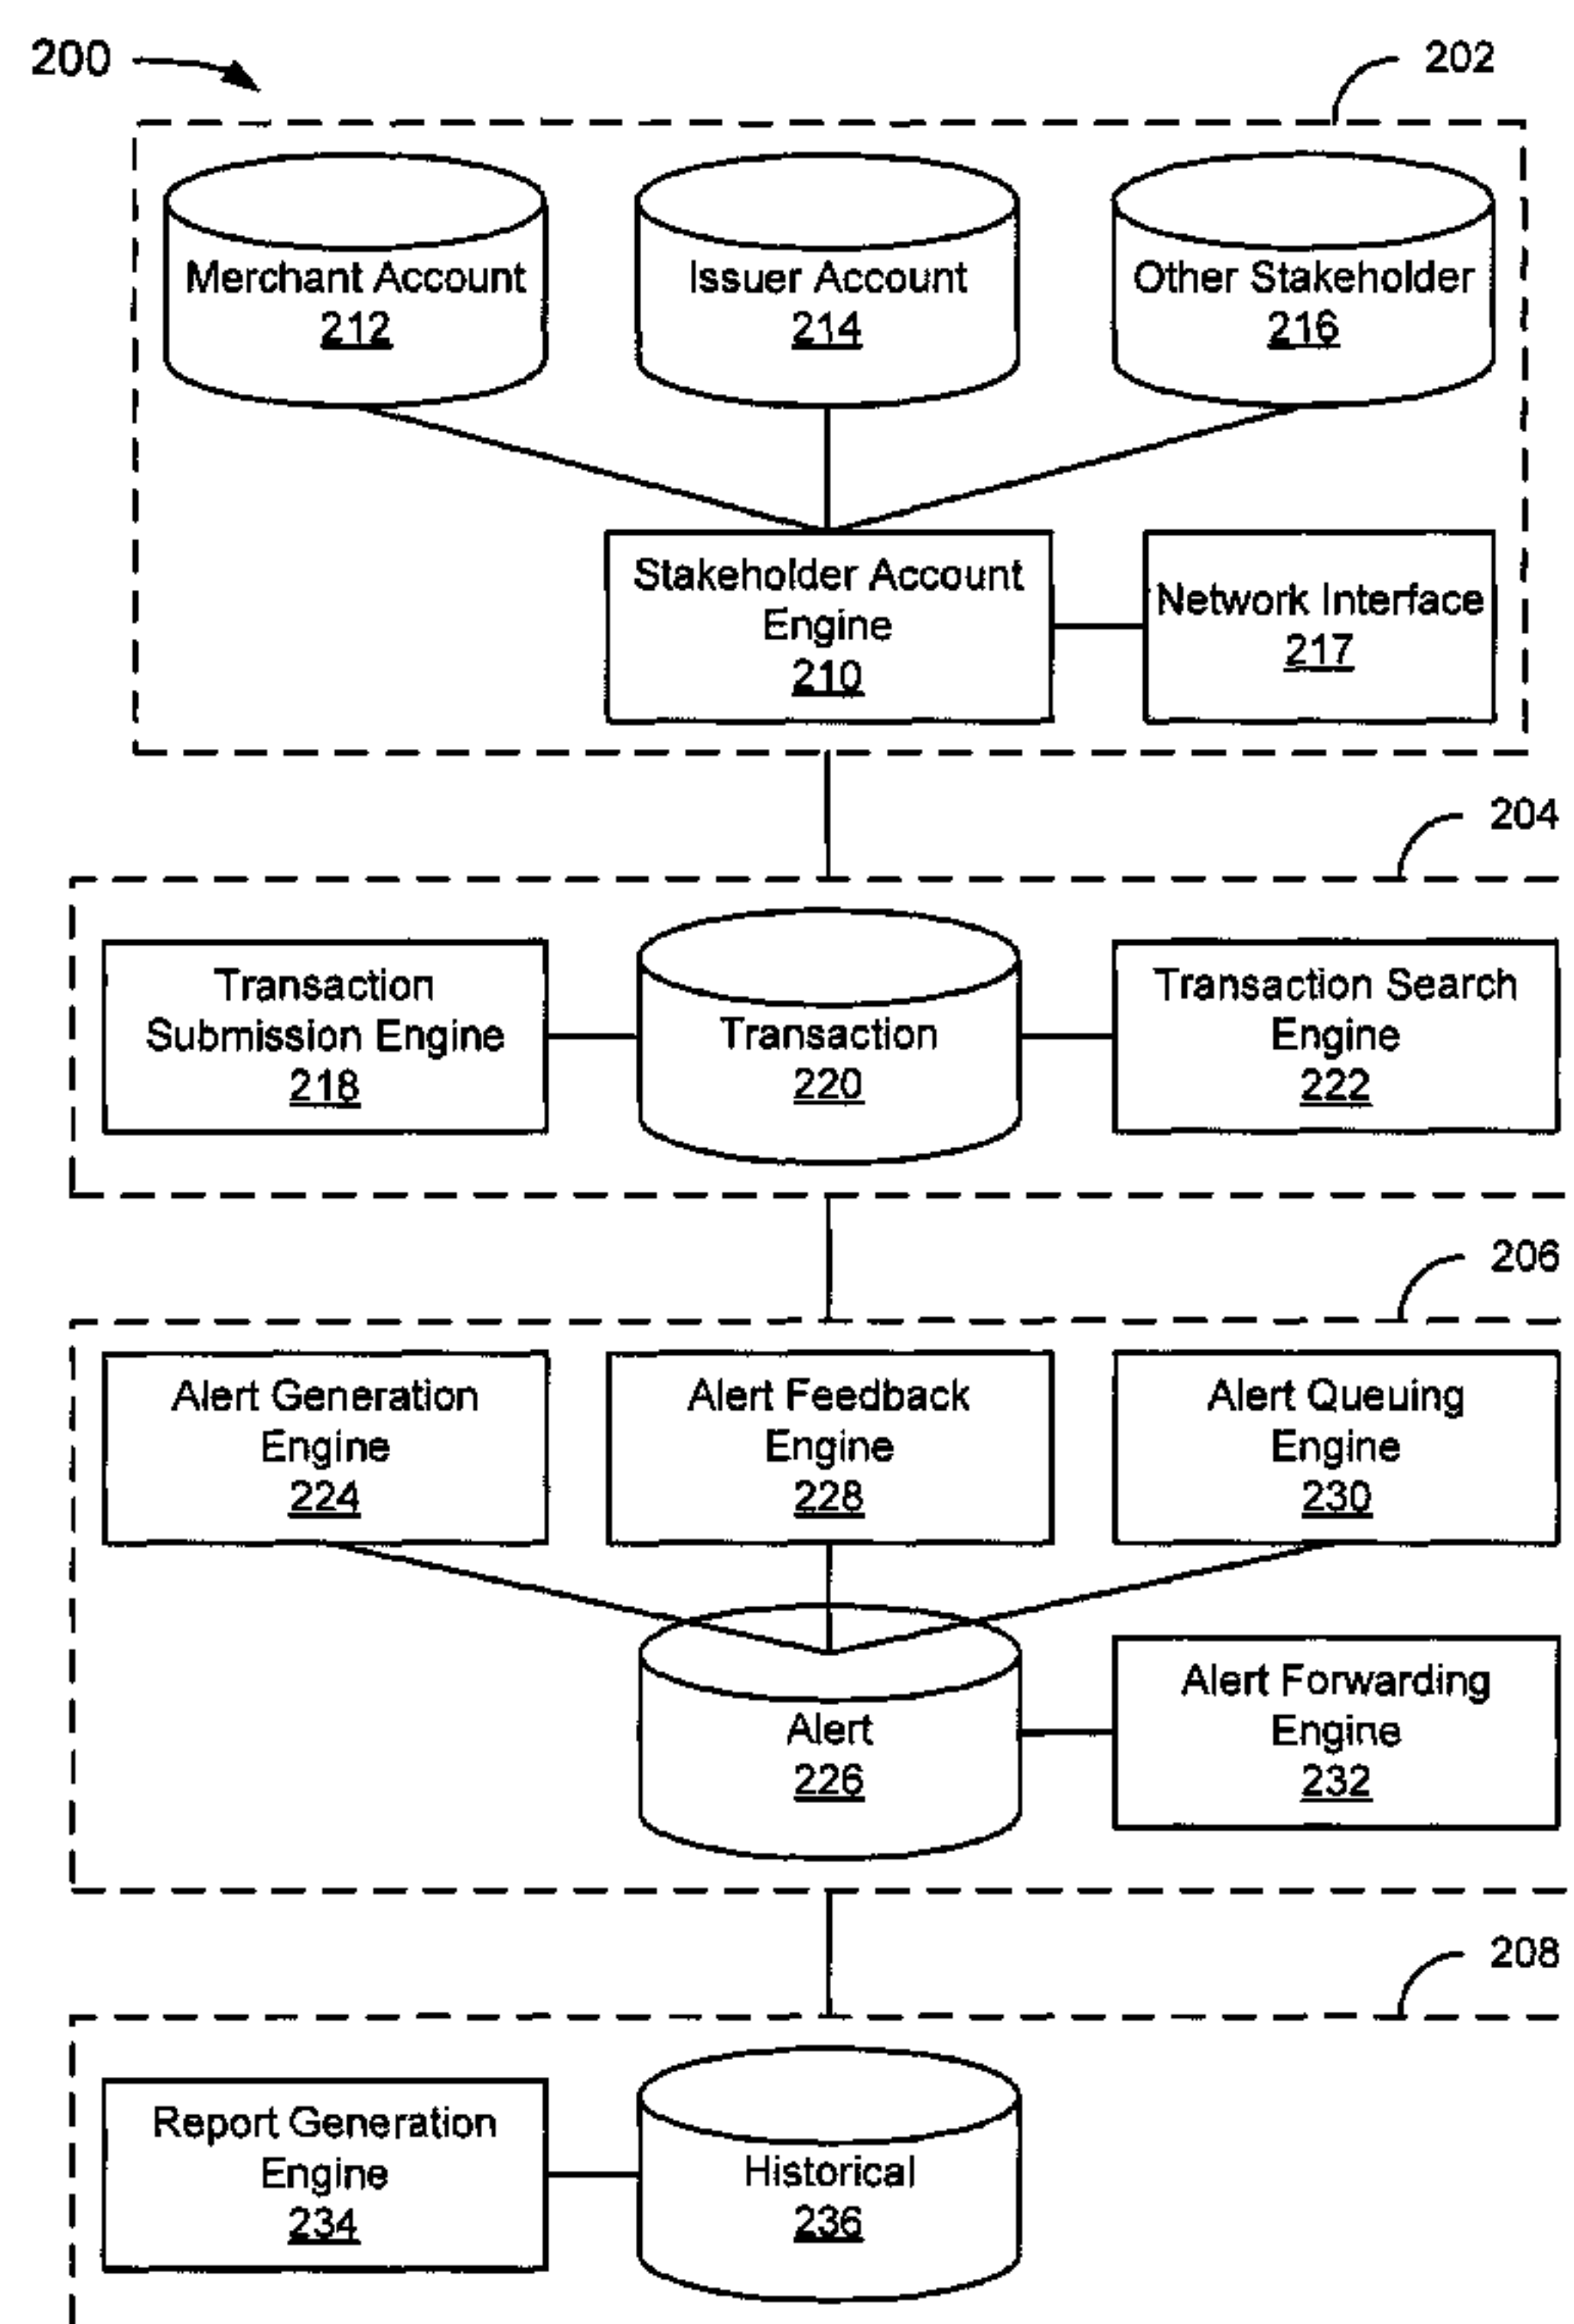 200
202
Merchant Account
212
Issuer Account
214
Other Stakeholder
216
Stakeholder Account
Engine
210
Network Interface
217
204
Transaction
Submission Engine
218
Transaction
220
Transaction Search
Engine
222
206
Alert Generation
Engine
224
Alert Feedback
Engine
228
Alert Queuing
Engine
230
Alert
226
Alert Forwarding
Engine
232
208
Report Generation
Engine
234
Historical
236